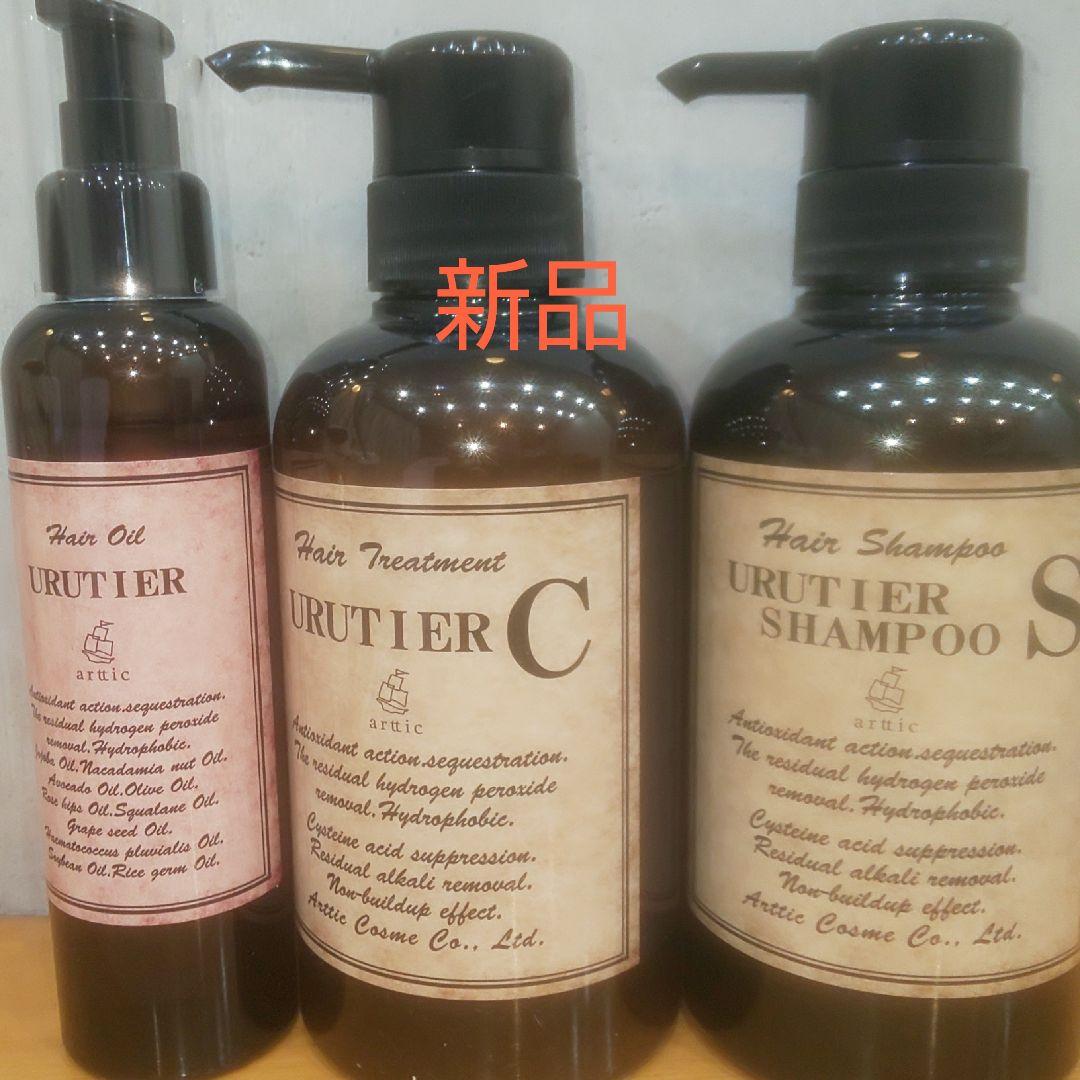 新品
Hair Oil
URUTIER
arttic
Antioxidant action.sequestration.
The residual hydrogen peroxide
removal.Hydrophobic.
Jojoba Oil.Nacadamia nut Oil.
Avocado Oil.Olive Oil.
Rose hips Oil.Squalane Oil.
Grape seed Oil.
Haematococcus pluvialis Oil.
Soybean Oil.Rice germ Oil.
Hair Treatment
URUTIER C
arttic
Antioxidant action.sequestration.
The residual hydrogen peroxide
removal.Hydrophobic.
Cysteine acid suppression.
Residual alkali removal.
Non-buildup effect.
Arttic Cosme Co., Ltd.
Hair Shampoo
URUTIER
SHAMPOO S
arttic
Antioxidant action.sequestration.
The residual hydrogen peroxide
removal.Hydrophobic.
Cysteine acid suppression.
Residual alkali removal.
Non-buildup effect.
Arttic Cosme Co., Ltd.